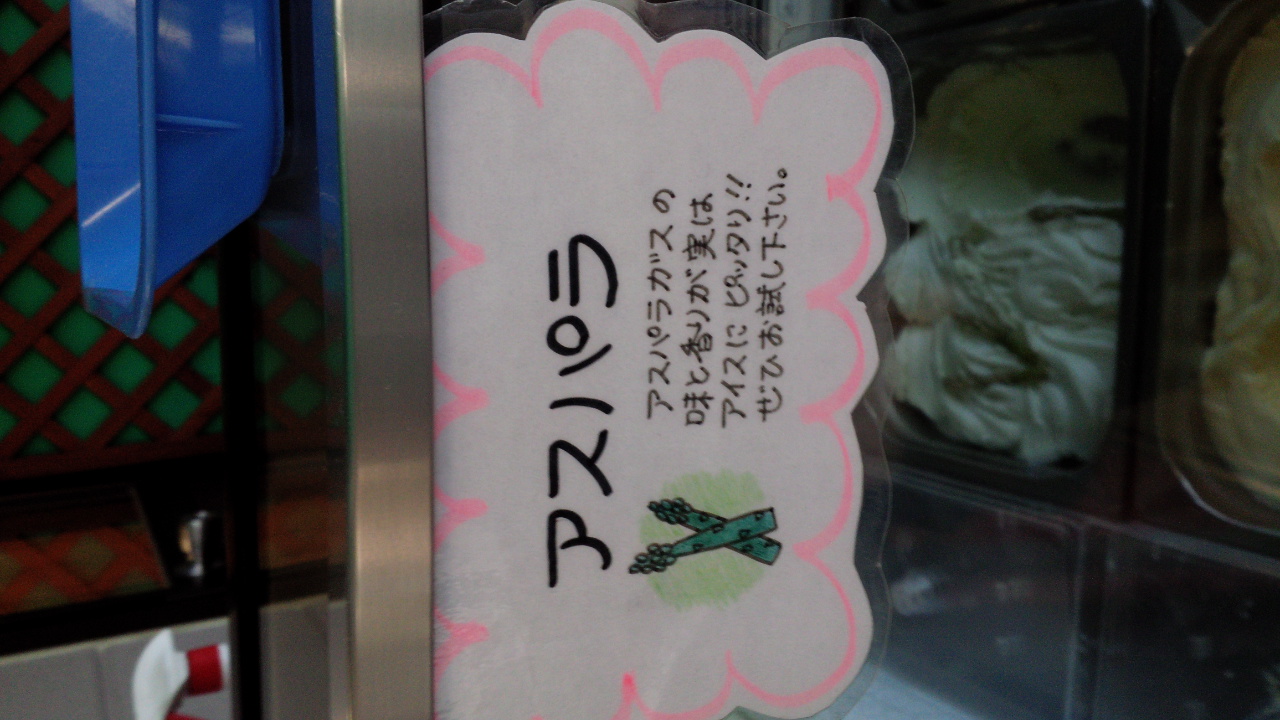 アスパラ
アスパラガスの
味と香りが実は
アイスにピッタリ!!
ぜひお試し下さい。